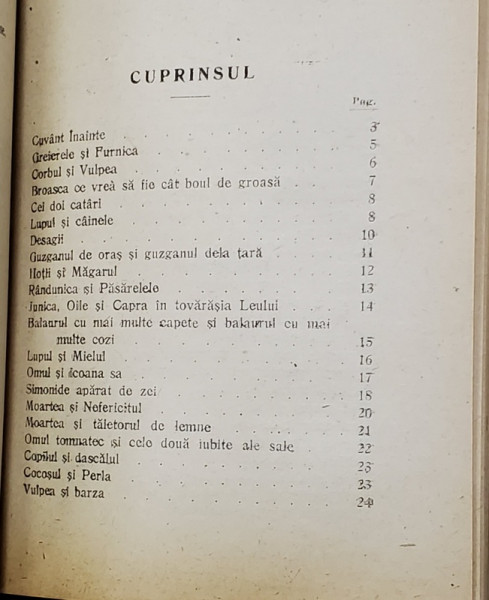 CUPRINSUL
Pag.
Cuvânt Inainte 3
Greierele și Furnica 5
Corbul și Vulpea 6
Broasca ce vreà să fie cât boul de groasă 7
Cei doi catâri 8
Lupul și câinele 8
Desagii 10
Guzganul de oraș și guzganul dela țară 11
Hoții și Măgarul 12
Rândunica și Păsărelele 13
Junica, Oile și Capra în tovărășia Leului 14
Balaurul cu mai multe capete și balaurul cu mai
multe cozi 15
Lupul și Mielul 16
Omul și icoana sa 17
Simonide apărat de zei 18
Moartea și Nefericitul 20
Moartea și tăietorul de lemne 21
Omul tomnatec și cele două iubite ale sale 22
Copilul și dascălul 23
Cocoșul și Perla 23
Vulpea și barza 24